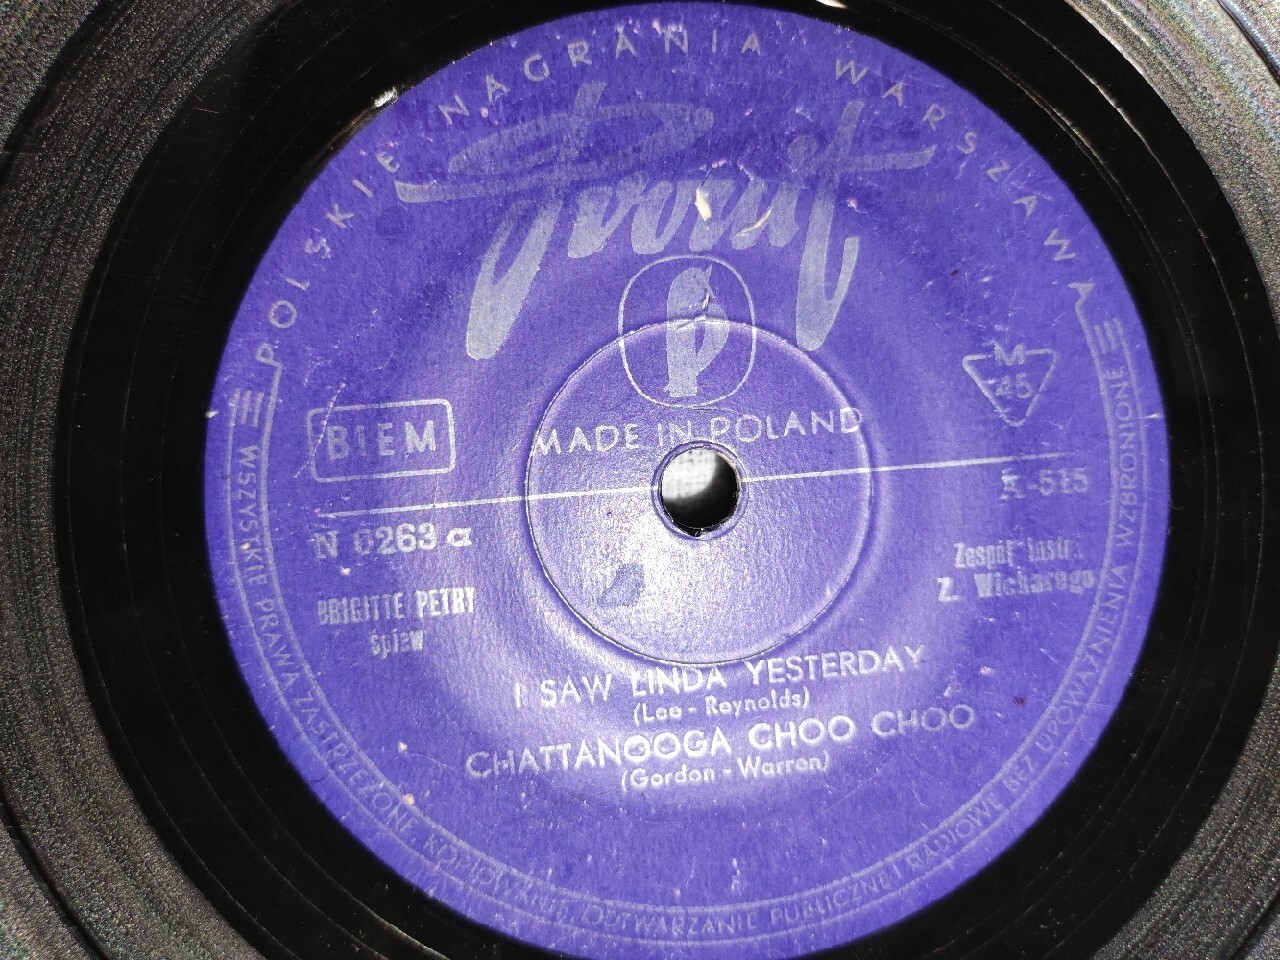 POLSKIE NAGRANIA WARSZAWA
Pronit
P
BIEM
MADE IN POLAND
M
45
N 0263 a
BRIGITTE PETRY
śpiew
-515
Zespół instr.
Z. Wicharego
I SAW LINDA YESTERDAY
(Lee - Reynolds)
CHATTANOOGA CHOO CHOO
(Gordon - Warren)
WSZYSTKIE PRAWA ZASTRZEŻONE. KOPIOWANIE, ODTWARZANIE PUBLICZNE I RADIOWE BEZ UPOWAŻNIENIA WZBRONIONE